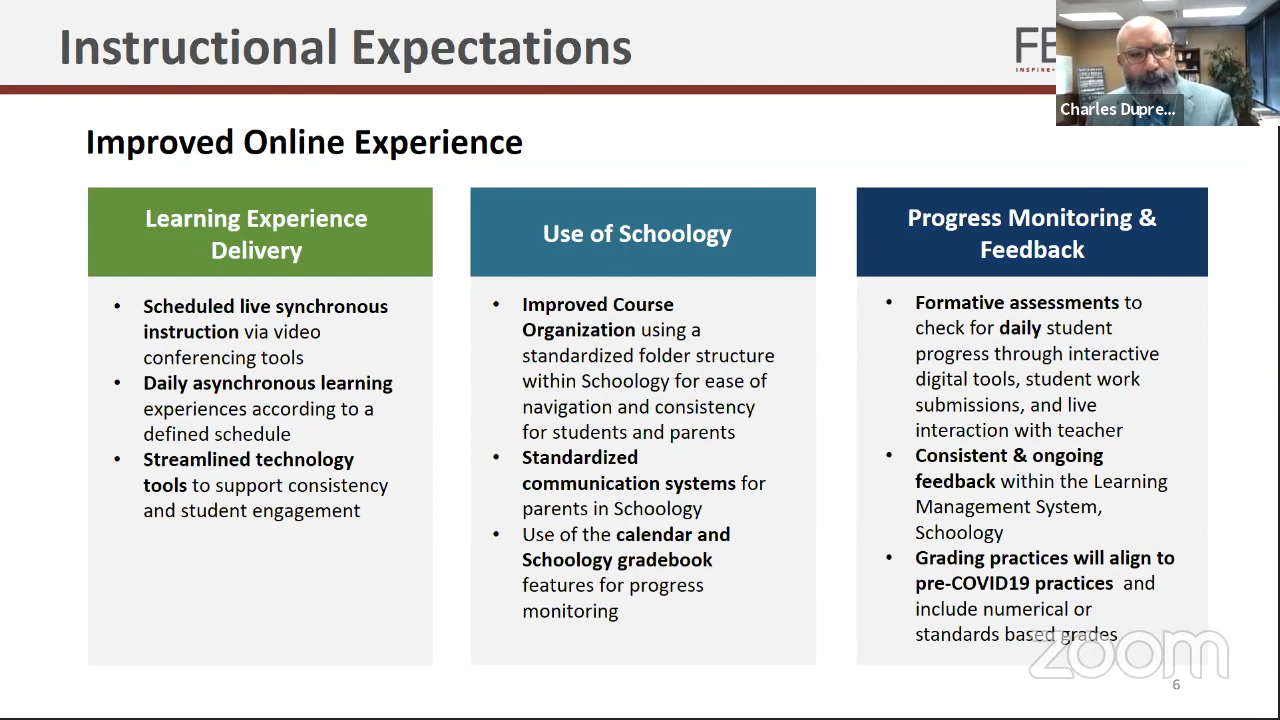 Instructional Expectations
FE
INSPIRE•
Charles Dupre...
Improved Online Experience
Learning Experience
Delivery
• Scheduled live synchronous
instruction via video
conferencing tools
• Daily asynchronous learning
experiences according to a
defined schedule
• Streamlined technology
tools to support consistency
and student engagement
Use of Schoology
• Improved Course
Organization using a
standardized folder structure
within Schoology for ease of
navigation and consistency
for students and parents
• Standardized
communication systems for
parents in Schoology
• Use of the calendar and
Schoology gradebook
features for progress
monitoring
Progress Monitoring &
Feedback
• Formative assessments to
check for daily student
progress through interactive
digital tools, student work
submissions, and live
interaction with teacher
• Consistent & ongoing
feedback within the Learning
Management System,
Schoology
• Grading practices will align to
pre-COVID19 practices and
include numerical or
standards based grades
zoom
6